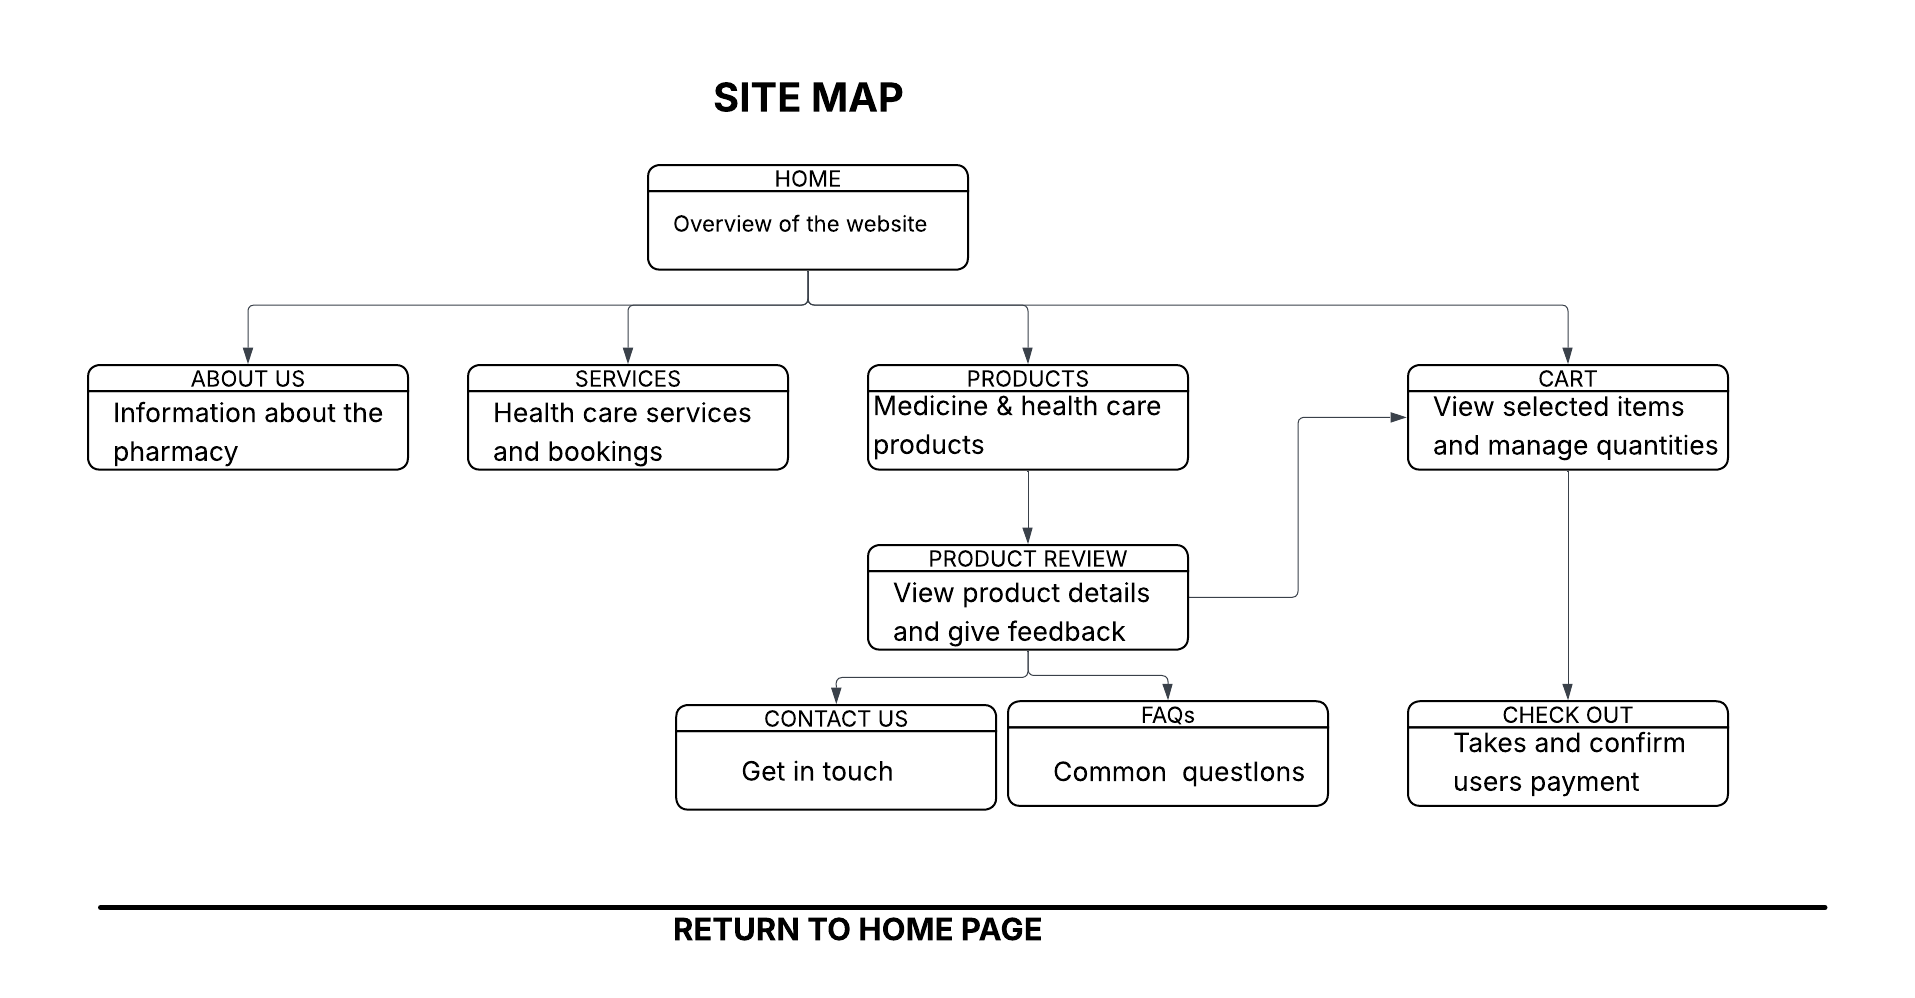 SITE MAP
HOME
Overview of the website
ABOUT US
Information about the
pharmacy
SERVICES
Health care services
and bookings
PRODUCTS
Medicine & health care
products
CART
View selected items
and manage quantities
PRODUCT REVIEW
View product details
and give feedback
CONTACT US
Get in touch
FAQs
Common  questIons
CHECK OUT
Takes and confirm
users payment
RETURN TO HOME PAGE